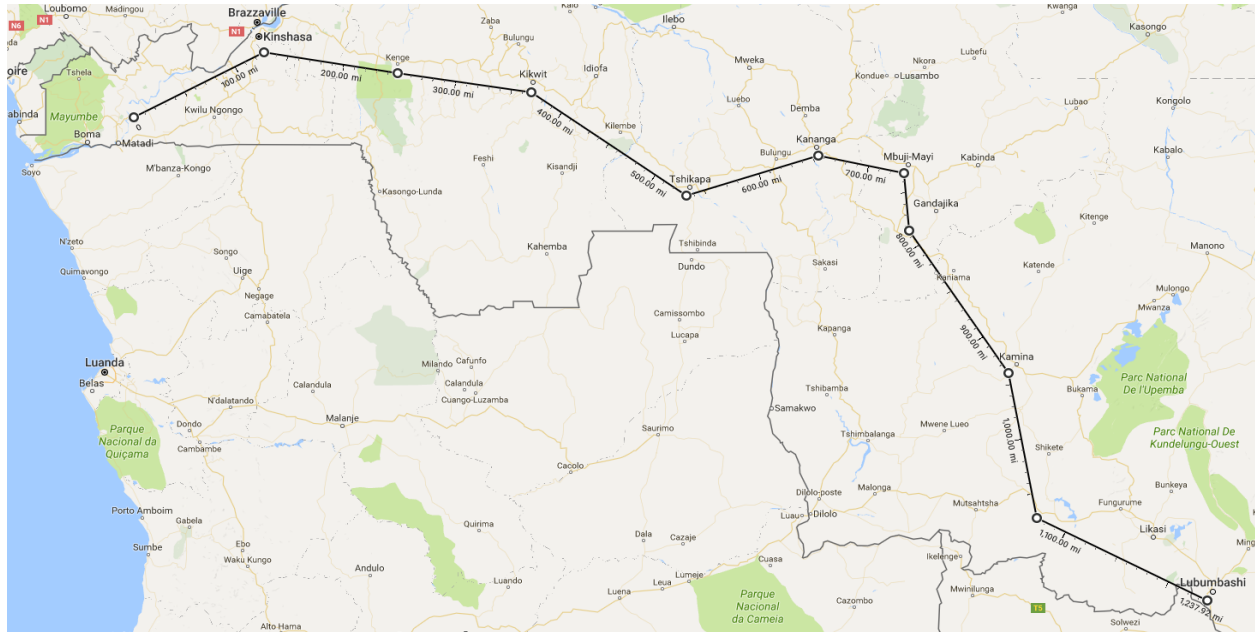 Loubomo
Madingou
N6
N1
N1
Brazzaville
Kinshasa
oire
Tshela
abinda
Mayumbe
Boma
Matadi
Soyo
Kwilu Ngongo
M'banza-Kongo
0
100.00 mi
200.00 mi
Kenge
300.00 mi
Zaba
Bulungu
Kikwit
Idiofa
Ilebo
400.00 mi
Kilembe
Feshi
Kisandji
Kasongo-Lunda
Kahemba
500.00 mi
Tshikapa
Tshibinda
Dundo
600.00 mi
Mweka
Luebo
Demba
Kananga
Bulungu
Kondue
Lusambo
Nkora
Lubefu
Kwanga
Kasongo
Lubao
Kongolo
700.00 mi
Mbuji-Mayi
Kabinda
Kabalo
Gandajika
Kitenge
Manono
800.00 mi
Sakasi
Kaniama
Katende
Mulongo
Mwanza
N'zeto
Quimavongo
Songo
Uige
Negage
Camabatela
Luanda
Belas
Parque
Nacional da
Quiçama
Calandula
N'dalatando
Malanje
Dondo
Cambambe
Milando
Cafunfo
Calandula
Cuango-Luzamba
Camissombo
Lucapa
Saurimo
Cacolo
Kapanga
Tshibamba
Samakwo
Tshimbalanga
Mwene Lueo
900.00 mi
Kamina
Bukama
Parc National
De l'Upemba
Parc National De
Kundelungu-Ouest
1,000.00 mi
Shikete
Malonga
Mutsahtsha
Dilolo-poste
Luau
Dilolo
Fungurume
Bunkeya
Likasi
1,100.00 mi
Ming
Lubumbashi
1,237.92 mi
Porto Amboim
Gabela
Sumbe
Ebo
Waku Kungo
Quirima
Andulo
Alto Hama
Dala
Cazaje
Luando
Luena
Leua
Lumeje
Cuasa
Parque
Nacional
da Cameia
Cazombo
Ikelenge
Mwinilunga
T5
Solwezi